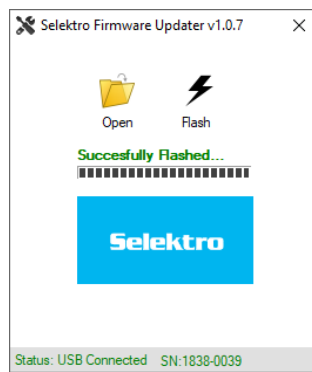 Selektro Firmware Updater v1.0.7
Open Flash
Succesfully Flashed...
Selektro
Status: USB Connected SN:1838-0039